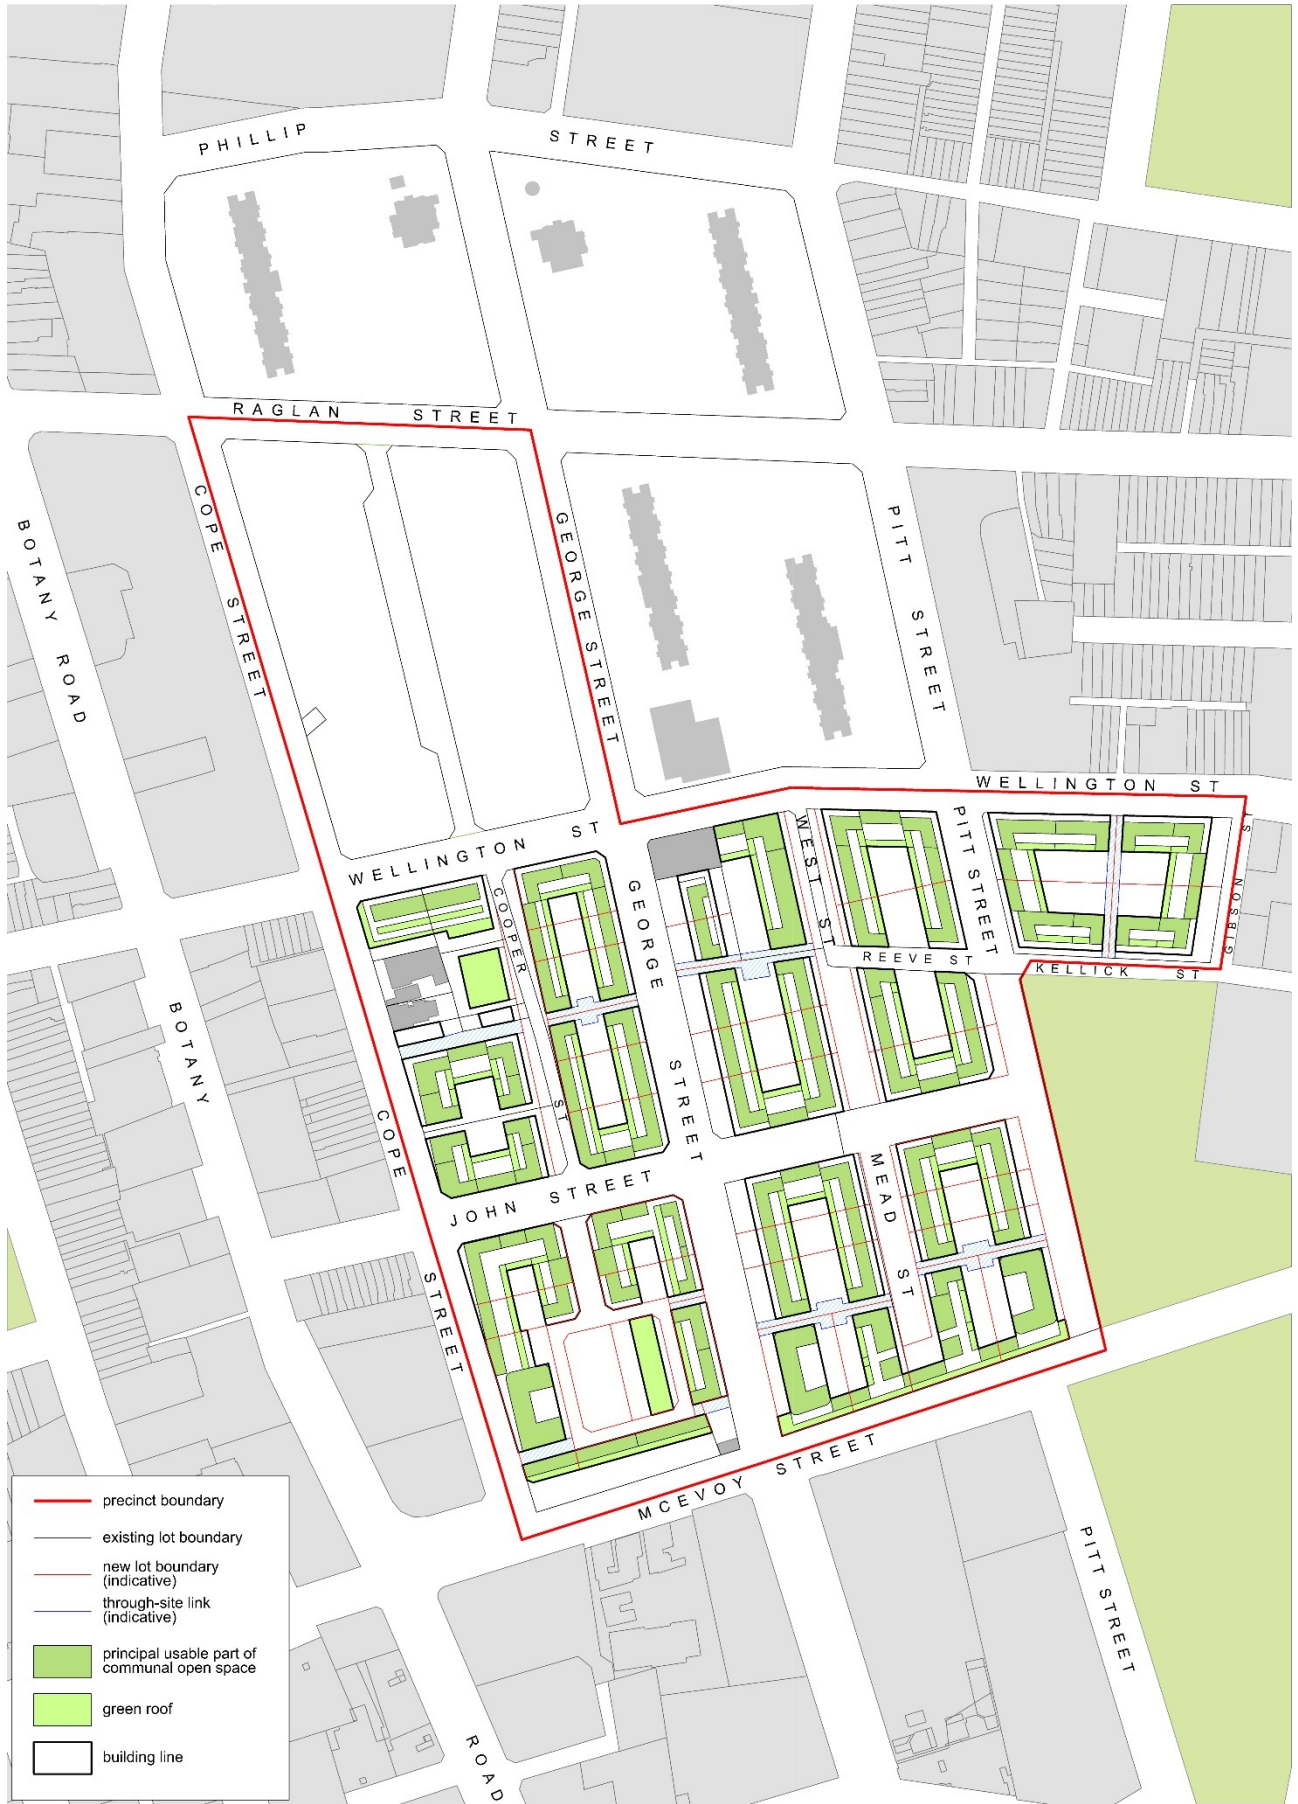 PHILLIP STREET
RAGLAN STREET
COPE STREET
GEORGE STREET
PITT STREET
BOTANY ROAD
WELLINGTON ST
WELLINGTON ST
WEST ST
PITT STREET
GIBSON ST
COOPER ST
GEORGE STREET
REEVE ST
KELLICK ST
BOTANY ROAD
COPE STREET
JOHN STREET
MEAD ST
MCEVOY STREET
PITT STREET
precinct boundary
existing lot boundary
new lot boundary
(indicative)
through-site link
(indicative)
principal usable part of
communal open space
green roof
building line